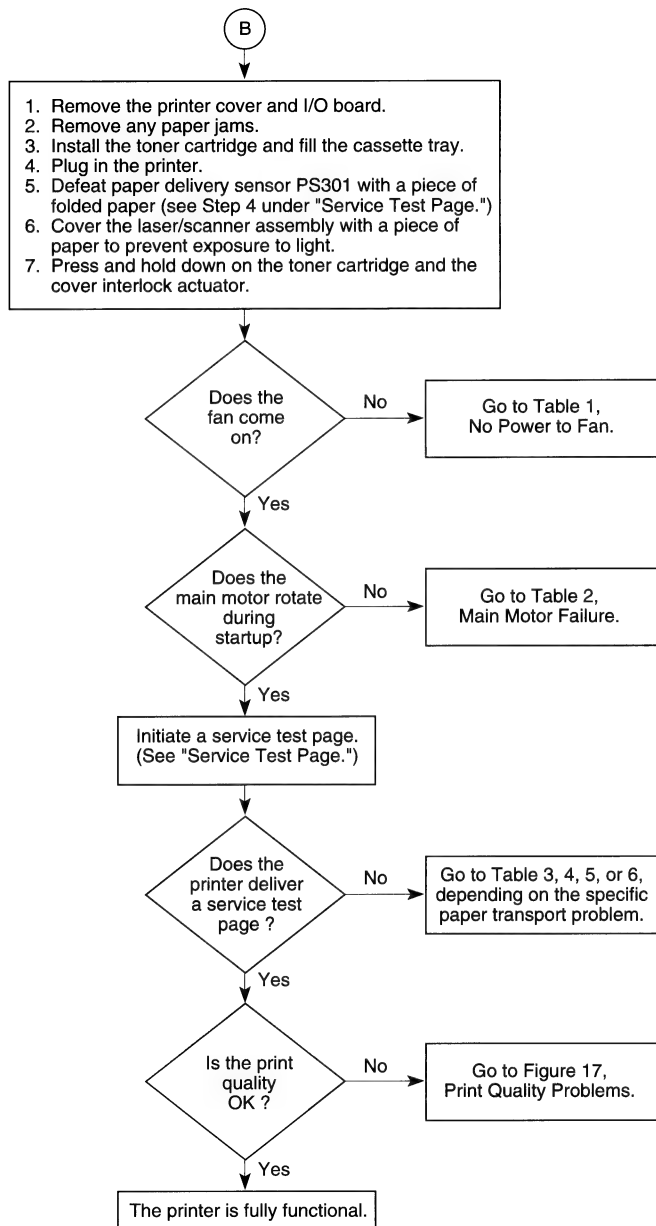 B
1. Remove the printer cover and I/O board.
2. Remove any paper jams.
3. Install the toner cartridge and fill the cassette tray.
4. Plug in the printer.
5. Defeat paper delivery sensor PS301 with a piece of
folded paper (see Step 4 under "Service Test Page.")
6. Cover the laser/scanner assembly with a piece of
paper to prevent exposure to light.
7. Press and hold down on the toner cartridge and the
cover interlock actuator.
Does the
fan come
on?
No
Go to Table 1,
No Power to Fan.
Yes
Does the
main motor rotate
during
startup?
No
Go to Table 2,
Main Motor Failure.
Yes
Initiate a service test page.
(See "Service Test Page.")
Does the
printer deliver
a service test
page ?
No
Go to Table 3, 4, 5, or 6,
depending on the specific
paper transport problem.
Yes
Is the print
quality
OK ?
No
Go to Figure 17,
Print Quality Problems.
Yes
The printer is fully functional.